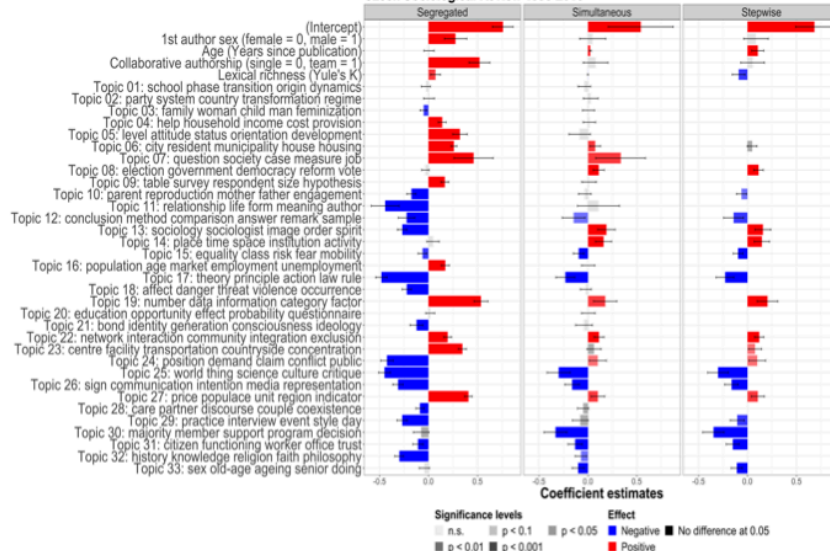 Segregated Simultaneous Stepwise
(Intercept)
1st author sex (female = 0, male = 1)
Age (Years since publication)
Collaborative authorship (single = 0, team = 1)
Lexical richness (Yule's K)
Topic 01: school phase transition origin dynamics
Topic 02: party system country transformation regime
Topic 03: family woman child man feminization
Topic 04: help household income cost provision
Topic 05: level attitude status orientation development
Topic 06: city resident municipality house housing
Topic 07: question society case measure job
Topic 08: election government democracy reform vote
Topic 09: table survey respondent size hypothesis
Topic 10: parent reproduction mother father engagement
Topic 11: relationship life form meaning author
Topic 12: conclusion method comparison answer remark sample
Topic 13: sociology sociologist image order spirit
Topic 14: place time space institution activity
Topic 15: equality class risk fear mobility
Topic 16: population age market employment unemployment
Topic 17: theory principle action law rule
Topic 18: affect danger threat violence occurrence
Topic 19: number data information category factor
Topic 20: education opportunity effect probability questionnaire
Topic 21: bond identity generation consciousness ideology
Topic 22: network interaction community integration exclusion
Topic 23: centre facility transportation countryside concentration
Topic 24: position demand claim conflict public
Topic 25: world thing science culture critique
Topic 26: sign communication intention media representation
Topic 27: price populace unit region indicator
Topic 28: care partner discourse couple coexistence
Topic 29: practice interview event style day
Topic 30: majority member support program decision
Topic 31: citizen functioning worker office trust
Topic 32: history knowledge religion faith philosophy
Topic 33: sex old-age ageing senior doing
-0.5 0.0 0.5 -0.5 0.0 0.5 -0.5 0.0 0.5
Coefficient estimates
Significance levels Effect
n.s. p < 0.1 p < 0.05 Negative No difference at 0.05
p < 0.01 p < 0.001 Positive